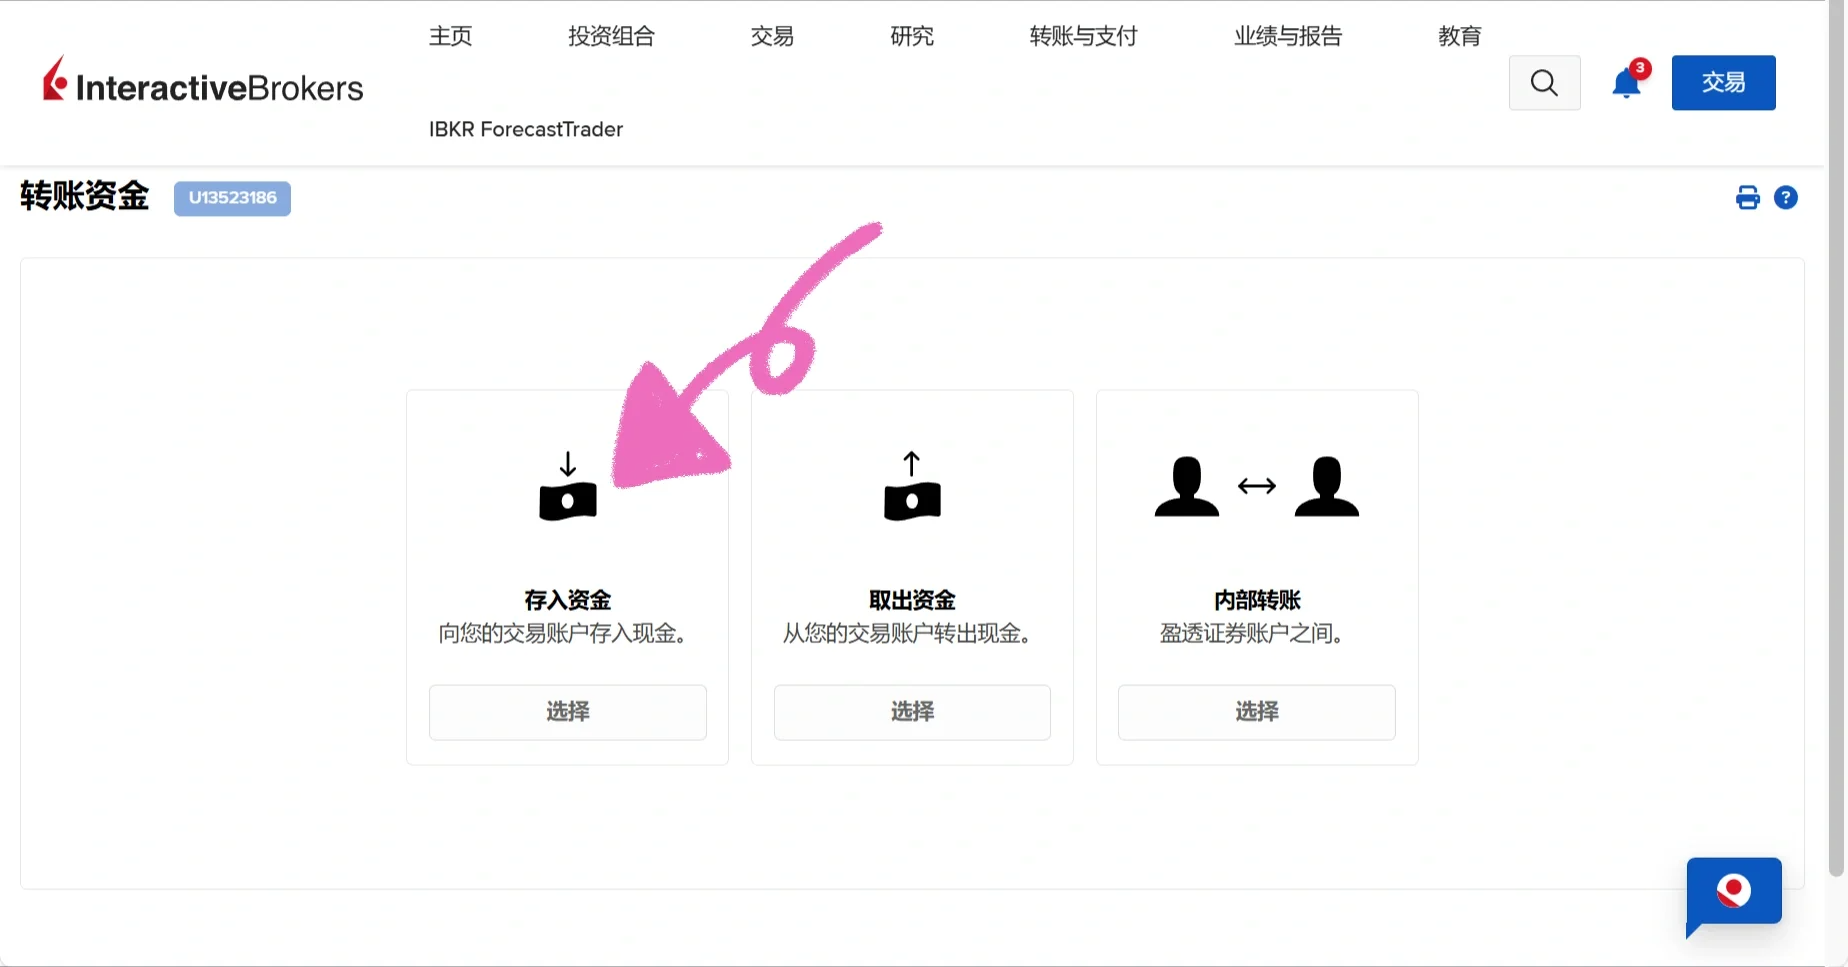 主页 投资组合 交易 研究 转账与支付 业绩与报告 教育
InteractiveBrokers
3
交易
IBKR ForecastTrader
转账资金 U13523186
?
存入资金 取出资金 内部转账
向您的交易账户存入现金。 从您的交易账户转出现金。 盈透证券账户之间。
选择 选择 选择